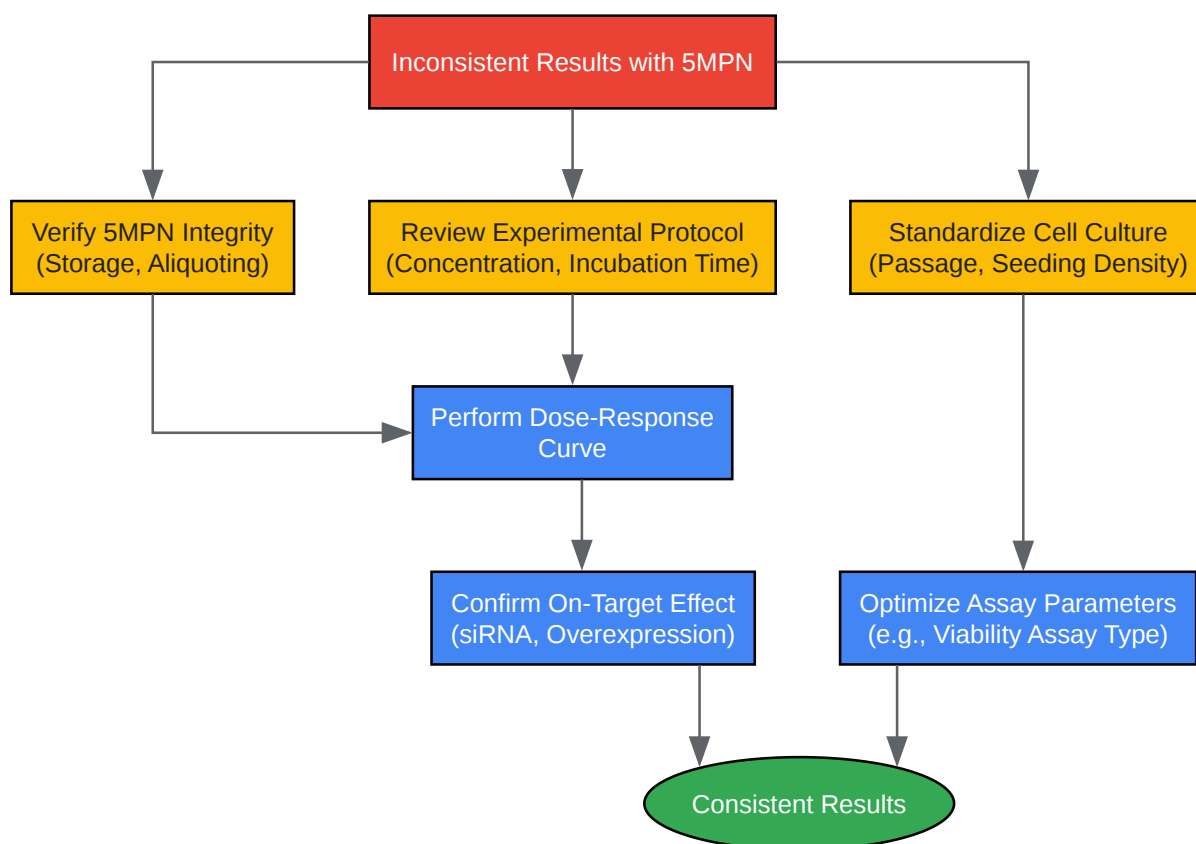 Inconsistent Results with 5MPN
Verify 5MPN Integrity
(Storage, Aliquoting)
Review Experimental Protocol
(Concentration, Incubation Time)
Standardize Cell Culture
(Passage, Seeding Density)
Perform Dose-Response
Curve
Confirm On-Target Effect
(siRNA, Overexpression)
Optimize Assay Parameters
(e.g., Viability Assay Type)
Consistent Results